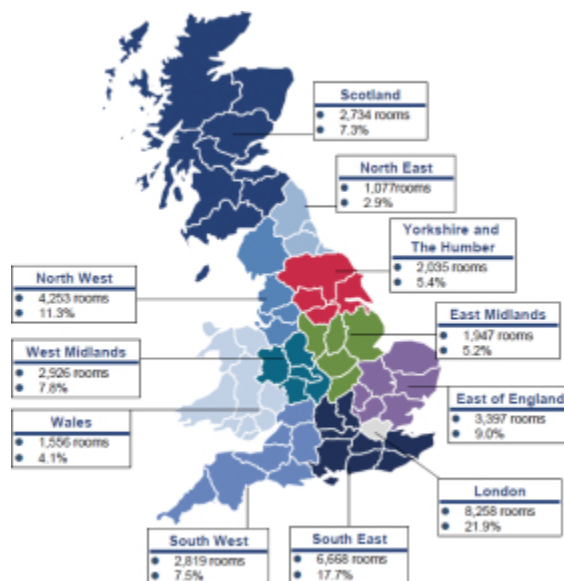 Scotland
2,734 rooms
7.3%
North East
1,077rooms
2.9%
Yorkshire and
The Humber
2,035 rooms
5.4%
North West
4,253 rooms
11.3%
East Midlands
1,947 rooms
5.2%
West Midlands
2,926 rooms
7.8%
East of England
3,397 rooms
9.0%
Wales
1,556 rooms
4.1%
London
8,258 rooms
21.9%
South West
2,819 rooms
7.5%
South East
6,668 rooms
17.7%